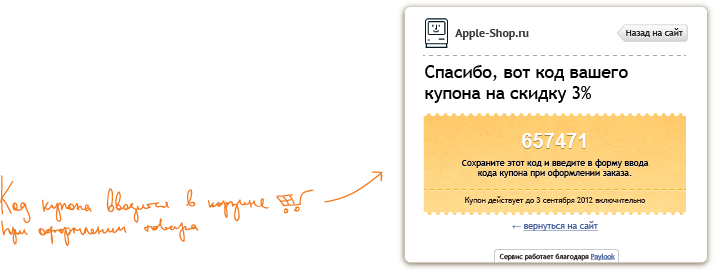 Apple-Shop.ru
Назад на сайт
Спасибо, вот код вашего
купона на скидку 3%
657471
Сохраните этот код и введите в форму ввода
кода купона при оформлении заказа.
Купон действует до 3 сентября 2012 включительно
← вернуться на сайт
Сервис работает благодаря Paylook
Код купона вводится в корзине
при оформлении товара